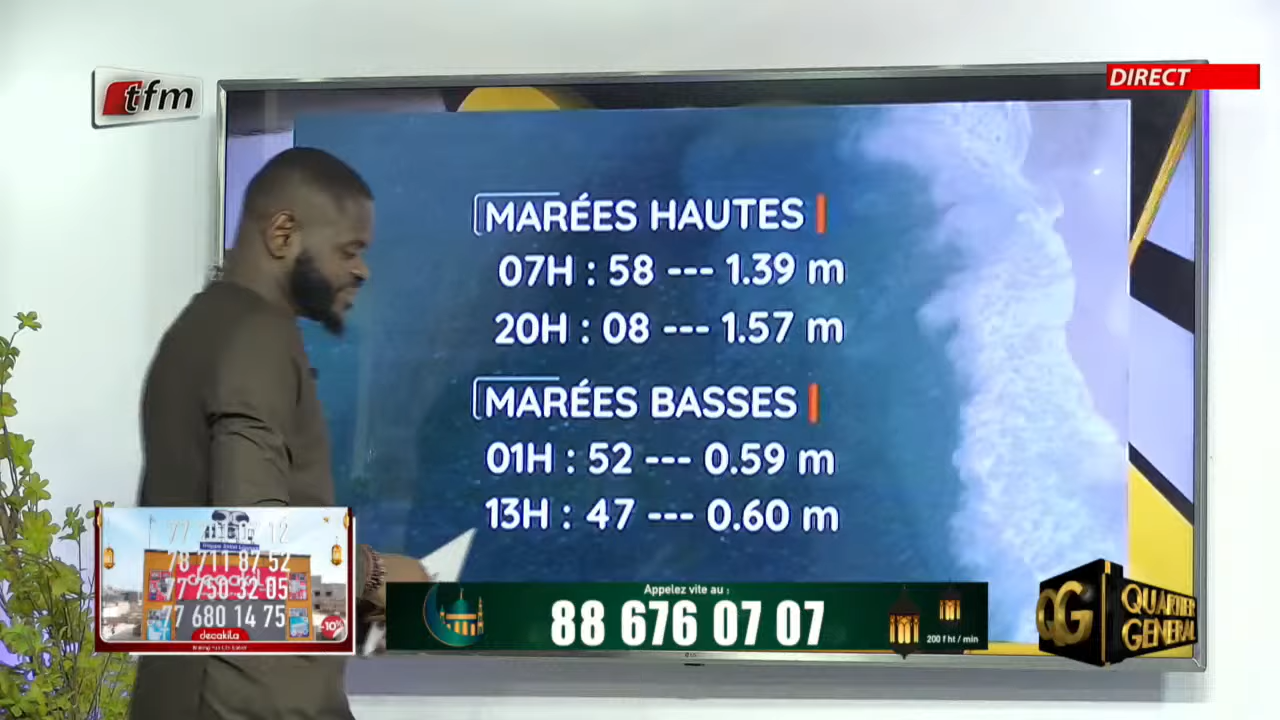 tfm
DIRECT
MARÉES HAUTES
07H : 58 --- 1.39 m
20H : 08 --- 1.57 m
MARÉES BASSES
01H : 52 --- 0.59 m
13H : 47 --- 0.60 m
78 711 87 52
77 750 32 05
77 680 14 75
-10%
decakila
Appelez vite au :
88 676 07 07
200 f ht / min
QG
QUARTIER
GENERAL